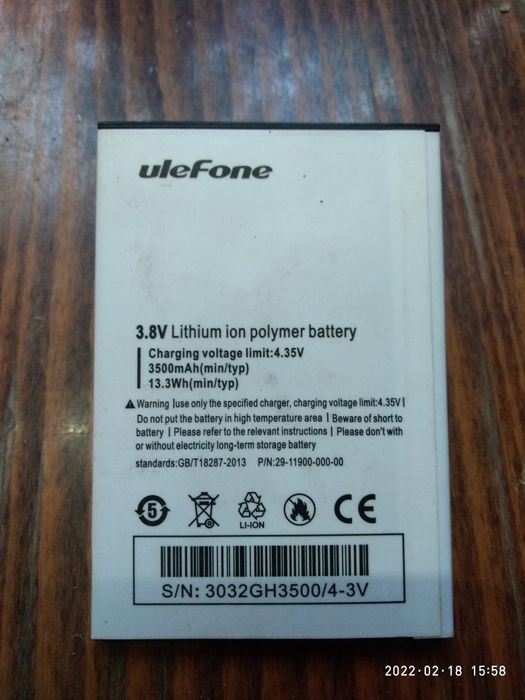 uleFone
3.8V Lithium ion polymer battery
Charging voltage limit:4.35V
3500mAh(min/typ)
13.3Wh(min/typ)
Warning |use only the specified charger, charging voltage limit:4.35V|
Do not put the battery in high temperature area | Beware of short to
battery | Please refer to the relevant instructions | Please don't with
or without electricity long-term storage battery
standards:GB/T18287-2013 P/N:29-11900-000-00
5
LI-ION
CE
S/N: 3032GH3500/4-3V
2022-02-18 15:58